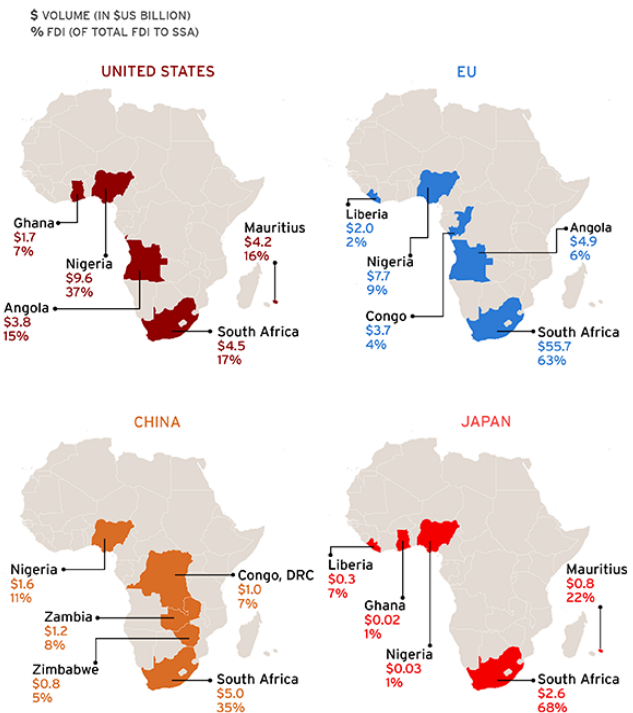 $ VOLUME (IN $US BILLION)
% FDI (OF TOTAL FDI TO SSA)
UNITED STATES
Ghana
$1.7
7%
Nigeria
$9.6
37%
Mauritius
$4.2
16%
Angola
$3.8
15%
South Africa
$4.5
17%
EU
Liberia
$2.0
2%
Nigeria
$7.7
9%
Angola
$4.9
6%
Congo
$3.7
4%
South Africa
$55.7
63%
CHINA
Nigeria
$1.6
11%
Congo, DRC
$1.0
7%
Zambia
$1.2
8%
Zimbabwe
$0.8
5%
South Africa
$5.0
35%
JAPAN
Liberia
$0.3
7%
Ghana
$0.02
1%
Nigeria
$0.03
1%
Mauritius
$0.8
22%
South Africa
$2.6
68%